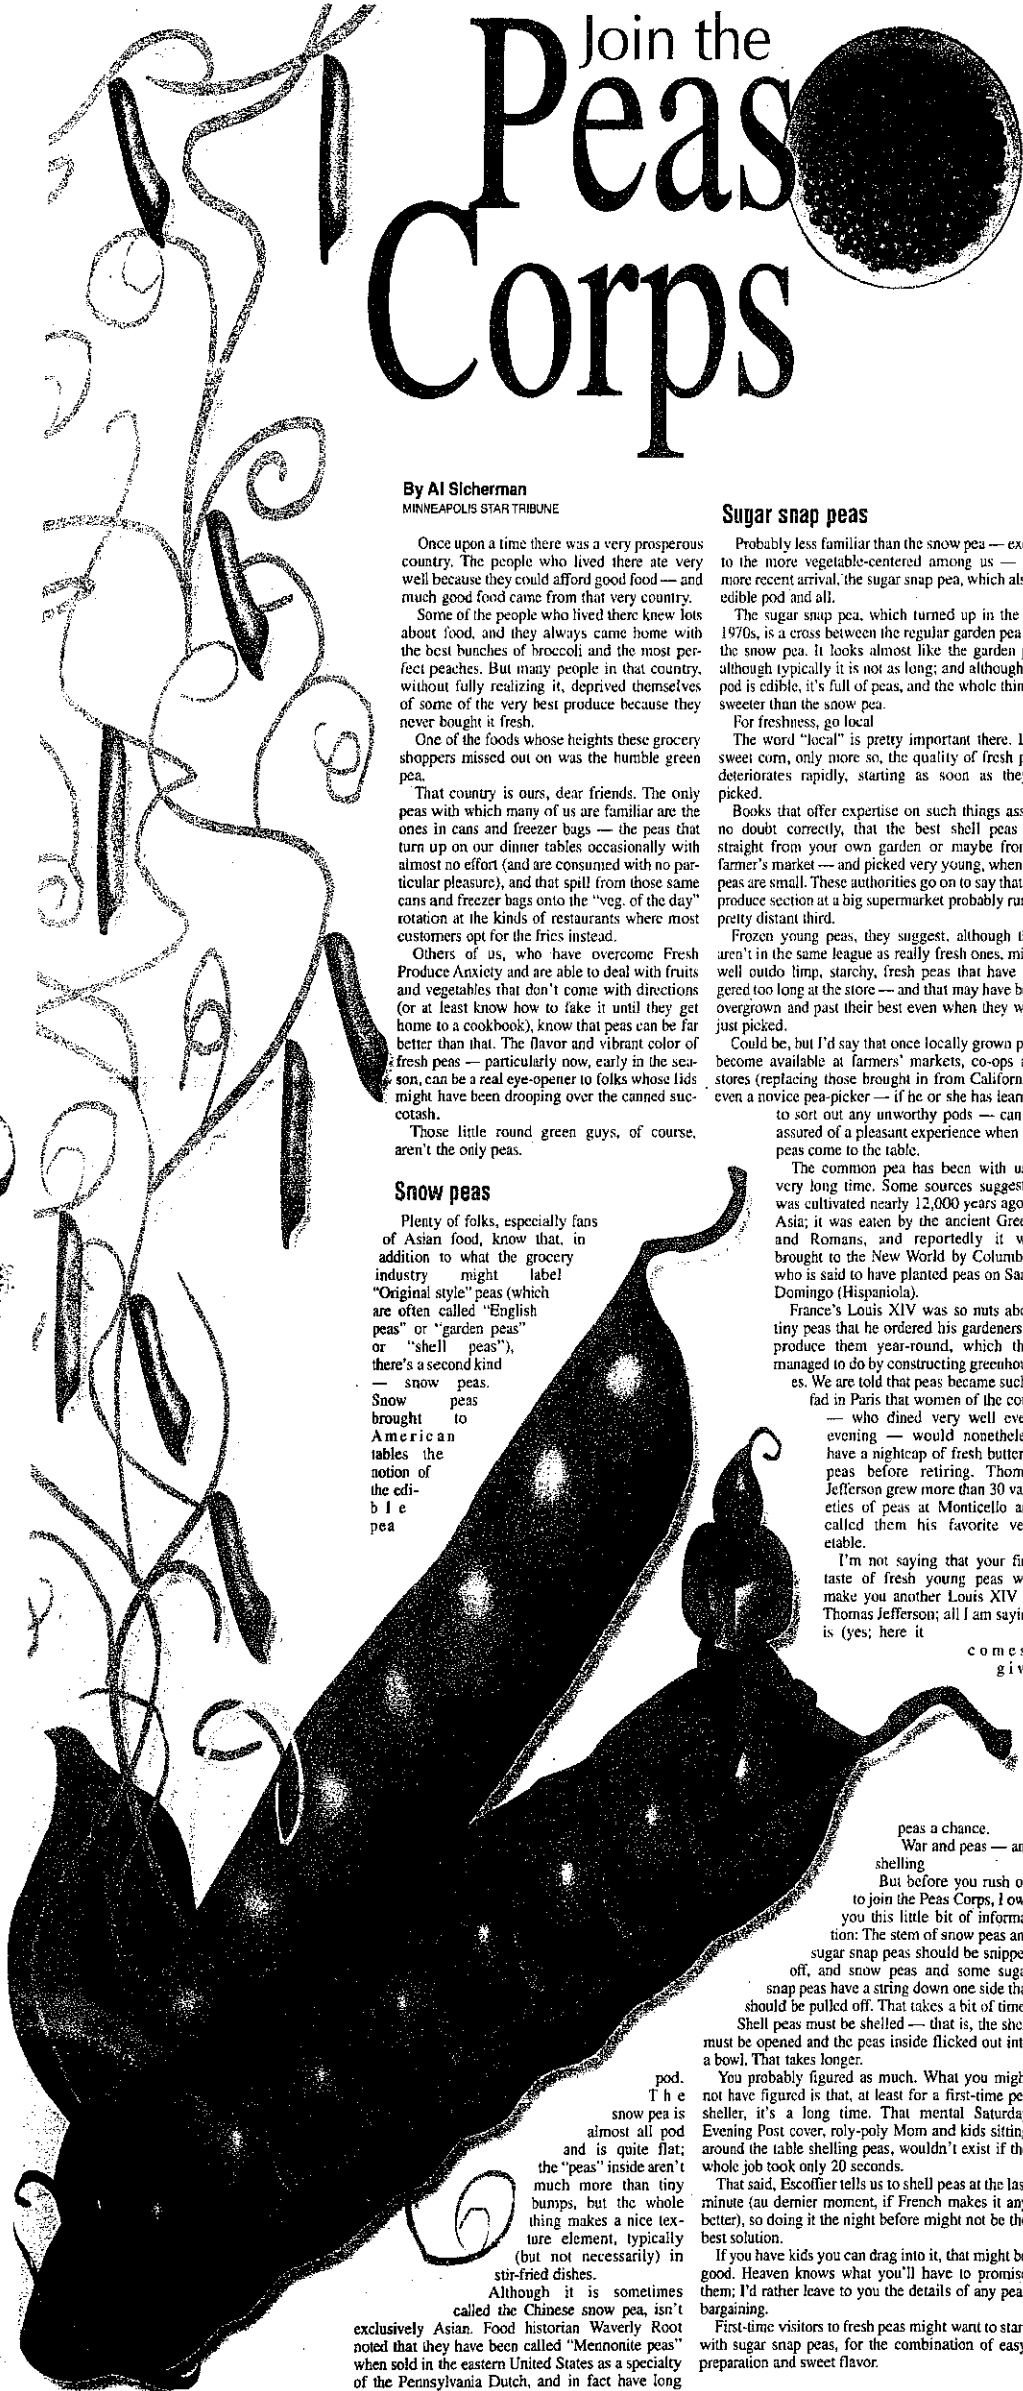 Join the
Peas
Corps
By Al Sicherman
MINNEAPOLIS STAR TRIBUNE
Once upon a time there was a very prosperous
country. The people who lived there ate very
well because they could afford good food — and
much good food came from that very country.
Some of the people who lived there knew lots
about food, and they always came home with
the best bunches of broccoli and the most per-
fect peaches. But many people in that country,
without fully realizing it, deprived themselves
of some of the very best produce because they
never bought it fresh.
One of the foods whose heights these grocery
shoppers missed out on was the humble green
pea.
That country is ours, dear friends. The only
peas with which many of us are familiar are the
ones in cans and freezer bags — the peas that
turn up on our dinner tables occasionally with
almost no effort (and are consumed with no par-
ticular pleasure), and that spill from those same
cans and freezer bags onto the "veg. of the day"
rotation at the kinds of restaurants where most
customers opt for the fries instead.
Others of us, who have overcome Fresh
Produce Anxiety and are able to deal with fruits
and vegetables that don't come with directions
(or at least know how to fake it until they get
home to a cookbook), know that peas can be far
better than that. The flavor and vibrant color of
fresh peas — particularly now, early in the sea-
son, can be a real eye-opener to folks whose lids
might have been drooping over the canned suc-
cotash.
Those little round green guys, of course,
aren't the only peas.
Snow peas
Plenty of folks, especially fans
of Asian food, know that, in
addition to what the grocery
industry might label
"Original style" peas (which
are often called "English
peas" or "garden peas"
or "shell peas"),
there's a second kind
— snow peas.
Snow peas
brought to
American
tables the
notion of
the edi-
ble
pea
pod.
The
snow pea is
almost all pod
and is quite flat;
the "peas" inside aren't
much more than tiny
bumps, but the whole
thing makes a nice tex-
ture element, typically
(but not necessarily) in
stir-fried dishes.
Although it is sometimes
called the Chinese snow pea, isn't
exclusively Asian. Food historian Waverly Root
noted that they have been called "Mennonite peas"
when sold in the eastern United States as a specialty
of the Pennsylvania Dutch, and in fact have long
Sugar snap peas
Probably less familiar than the snow pea — ex
to the more vegetable-centered among us —
more recent arrival, the sugar snap pea, which als
edible pod and all.
The sugar snap pea, which turned up in the
1970s, is a cross between the regular garden pea
the snow pea. It looks almost like the garden
although typically it is not as long; and although
pod is edible, it's full of peas, and the whole thin
sweeter than the snow pea.
For freshness, go local
The word "local" is pretty important there. L
sweet corn, only more so, the quality of fresh p
deteriorates rapidly, starting as soon as the
picked.
Books that offer expertise on such things ass
no doubt correctly, that the best shell peas
straight from your own garden or maybe fro
farmer's market — and picked very young, when
peas are small. These authorities go on to say that
produce section at a big supermarket probably ru
pretty distant third.
Frozen young peas, they suggest, although t
aren't in the same league as really fresh ones, mi
well outdo limp, starchy, fresh peas that have
gered too long at the store — and that may have b
overgrown and past their best even when they w
just picked.
Could be, but I'd say that once locally grown p
become available at farmers' markets, co-ops a
stores (replacing those brought in from Californ
even a novice pea-picker — if he or she has lear
to sort out any unworthy pods — can
assured of a pleasant experience when
peas come to the table.
The common pea has been with u
very long time. Some sources sugges
was cultivated nearly 12,000 years ago
Asia; it was eaten by the ancient Gree
and Romans, and reportedly it w
brought to the New World by Columb
who is said to have planted peas on Sa
Domingo (Hispaniola).
France's Louis XIV was so nuts abo
tiny peas that he ordered his gardeners
produce them year-round, which th
managed to do by constructing greenhou
es. We are told that peas became such
fad in Paris that women of the co
— who dined very well eve
evening — would nonethele
have a nightcap of fresh butter
peas before retiring. Thom
Jefferson grew more than 30 va
eties of peas at Monticello a
called them his favorite ve
etable.
I'm not saying that your fi
taste of fresh young peas w
make you another Louis XIV
Thomas Jefferson; all I am sayi
is (yes; here it
comes
giv
peas a chance.
War and peas — an
shelling
But before you rush o
to join the Peas Corps, I ow
you this little bit of informa
tion: The stem of snow peas an
sugar snap peas should be snippe
off, and snow peas and some suga
snap peas have a string down one side tha
should be pulled off. That takes a bit of time
Shell peas must be shelled — that is, the she
must be opened and the peas inside flicked out int
a bowl. That takes longer.
You probably figured as much. What you migh
not have figured is that, at least for a first-time pe
sheller, it's a long time. That mental Saturda
Evening Post cover, roly-poly Mom and kids sittin
around the table shelling peas, wouldn't exist if th
whole job took only 20 seconds.
That said, Escoffier tells us to shell peas at the las
minute (au dernier moment, if French makes it any
better), so doing it the night before might not be th
best solution.
If you have kids you can drag into it, that might b
good. Heaven knows what you'll have to promis
them; I'd rather leave to you the details of any pea
bargaining.
First-time visitors to fresh peas might want to star
with sugar snap peas, for the combination of easy
preparation and sweet flavor.